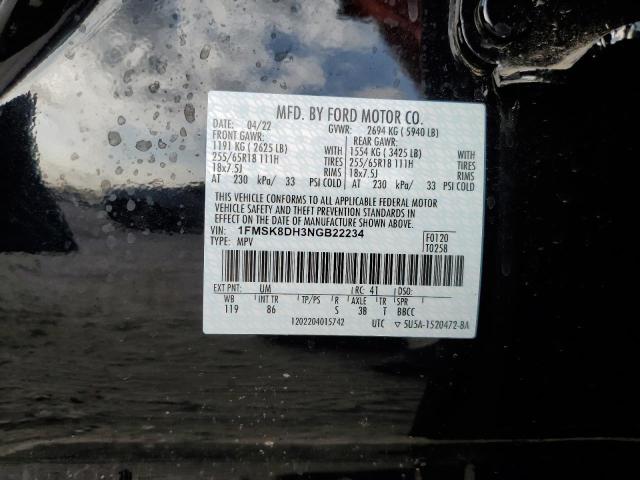 MFD. BY FORD MOTOR CO.
DATE: 04/22 GVWR: 2694 KG ( 5940 LB)
FRONT GAWR: REAR GAWR:
1191 KG ( 2625 LB) WITH 1554 KG ( 3425 LB) WITH
255/65R18 111H TIRES 255/65R18 111H TIRES
18x7.5J RIMS 18x7.5J RIMS
AT 230 kPa/ 33 PSI COLD AT 230 kPa/ 33 PSI COLD
THIS VEHICLE CONFORMS TO ALL APPLICABLE FEDERAL MOTOR
VEHICLE SAFETY AND THEFT PREVENTION STANDARDS IN
EFFECT ON THE DATE OF MANUFACTURE SHOWN ABOVE.
VIN: 1FMSK8DH3NGB22234 F0120
TYPE: MPV T0258
EXT PNT: UM RC: 41 DSO:
WB INT TR TP/PS R AXLE TR SPR
119 86 S 38 T BBCC
1202204015742 UTC ▽ 5U5A-1520472-BA